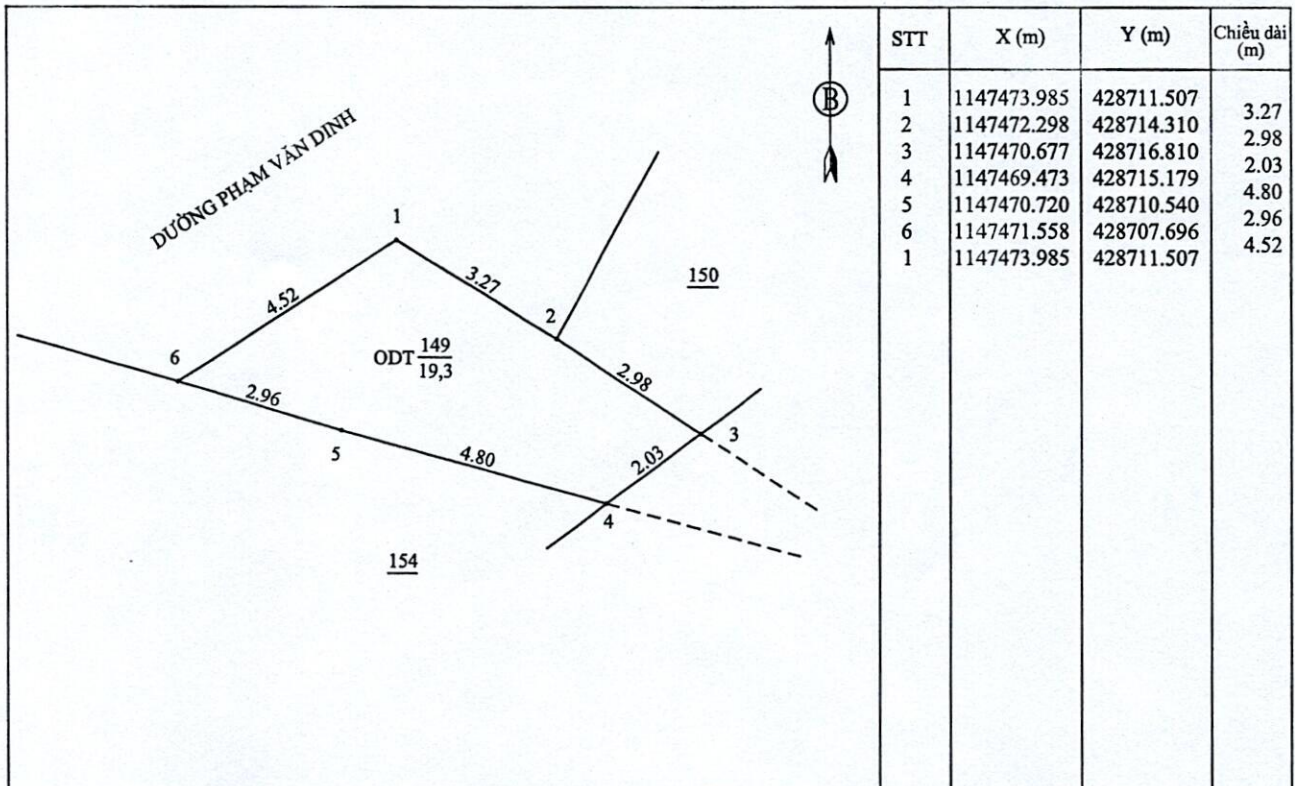 ĐƯỜNG PHẠM VĂN DINH
B
1
4.52
3.27
2
150
6
ODT 149
19,3
2.98
2.96
3
5
4.80
2.03
4
154
STT X (m) Y (m) Chiều dài (m)
1 1147473.985 428711.507
3.27
2 1147472.298 428714.310
2.98
3 1147470.677 428716.810
2.03
4 1147469.473 428715.179
4.80
5 1147470.720 428710.540
2.96
6 1147471.558 428707.696
4.52
1 1147473.985 428711.507